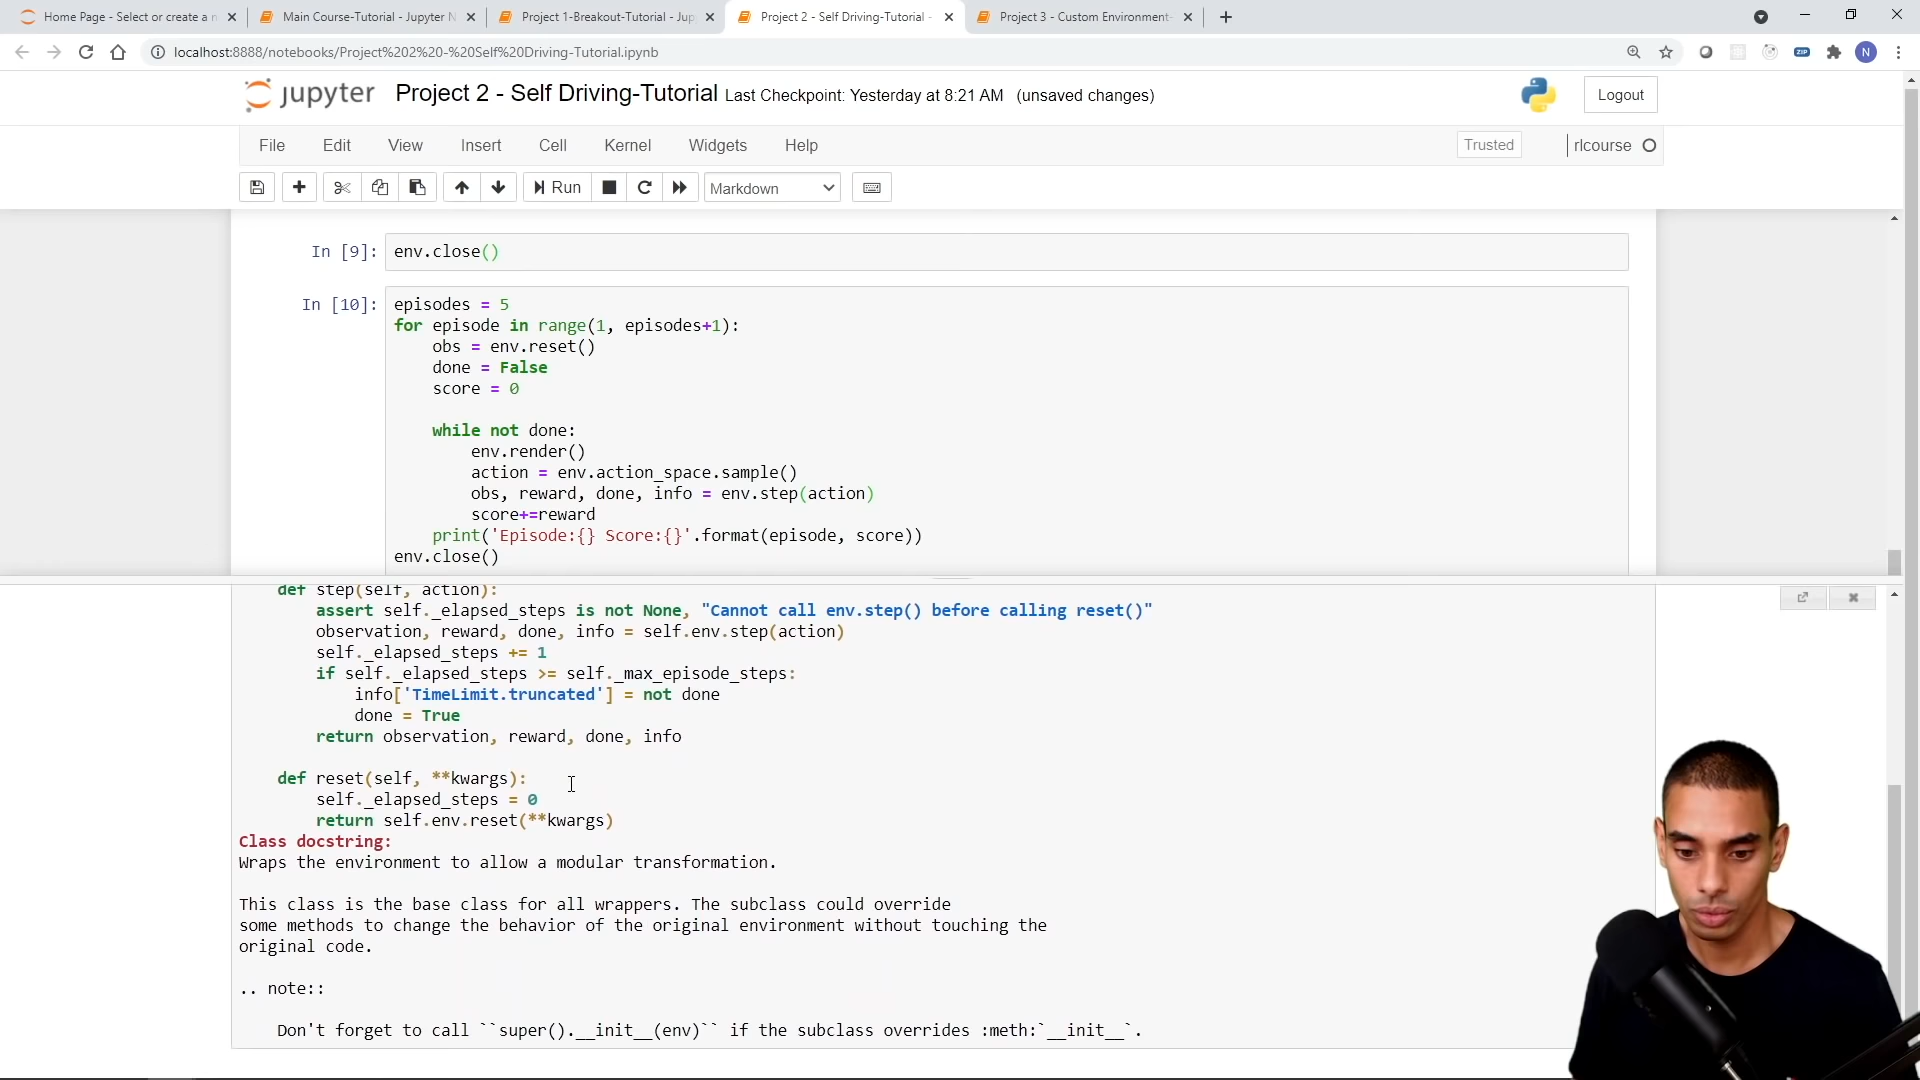 Home Page - Select or create a n
Main Course-Tutorial - Jupyter N
Project 1-Breakout-Tutorial - Jup
Project 2 - Self Driving-Tutorial -
Project 3 - Custom Environment-
localhost:8888/notebooks/Project%202%20-%20Self%20Driving-Tutorial.ipynb
ZIP
N
jupyter
Project 2 - Self Driving-Tutorial Last Checkpoint: Yesterday at 8:21 AM (unsaved changes)
Logout
File Edit View Insert Cell Kernel Widgets Help
Trusted
rlcourse
Run
Markdown
In [9]: env.close()
In [10]: episodes = 5
for episode in range(1, episodes+1):
    obs = env.reset()
    done = False
    score = 0
    while not done:
        env.render()
        action = env.action_space.sample()
        obs, reward, done, info = env.step(action)
        score+=reward
    print('Episode:{} Score:{}'.format(episode, score))
env.close()
    def step(self, action):
        assert self._elapsed_steps is not None, "Cannot call env.step() before calling reset()"
        observation, reward, done, info = self.env.step(action)
        self._elapsed_steps += 1
        if self._elapsed_steps >= self._max_episode_steps:
            info['TimeLimit.truncated'] = not done
            done = True
        return observation, reward, done, info
    def reset(self, **kwargs):
        self._elapsed_steps = 0
        return self.env.reset(**kwargs)
Class docstring:
Wraps the environment to allow a modular transformation.
This class is the base class for all wrappers. The subclass could override
some methods to change the behavior of the original environment without touching the
original code.
.. note::
    Don't forget to call ``super().__init__(env)`` if the subclass overrides :meth:`__init__`.